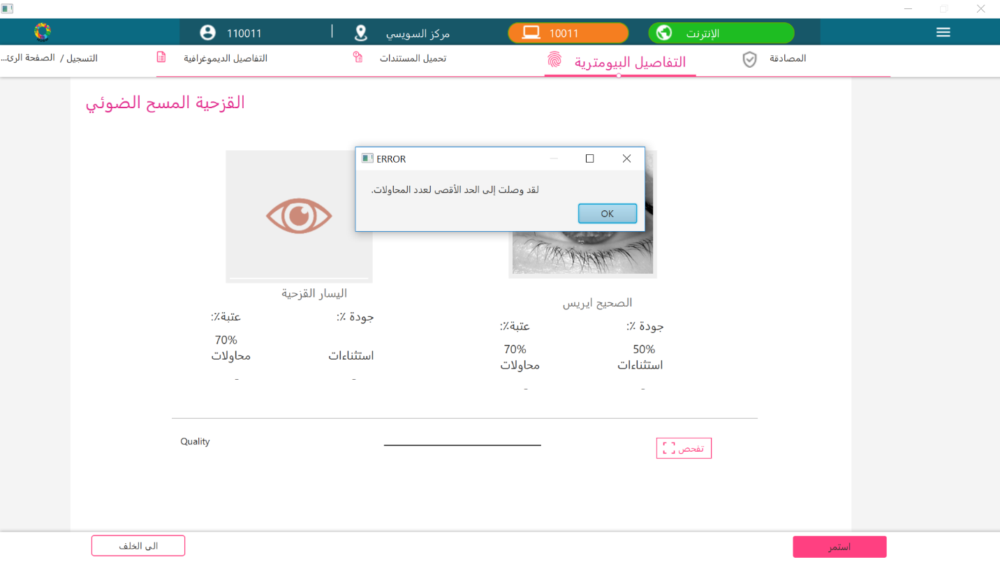 110011
|
مركز السويسي
10011
الإنترنت
الصفحة الرئ... / التسجيل
التفاصيل الديموغرافية
تحميل المستندات
التفاصيل البيومترية
المصادقة
القزحية المسح الضوئي
ERROR
لقد وصلت إلى الحد الأقصى لعدد المحاولات.
OK
اليسار القزحية
عتبة٪:
جودة ٪:
70%
محاولات
استثناءات
-
-
الصحيح ايريس
عتبة٪:
جودة ٪:
70%
50%
محاولات
استثناءات
-
-
Quality
تفحص
الى الخلف
استمر